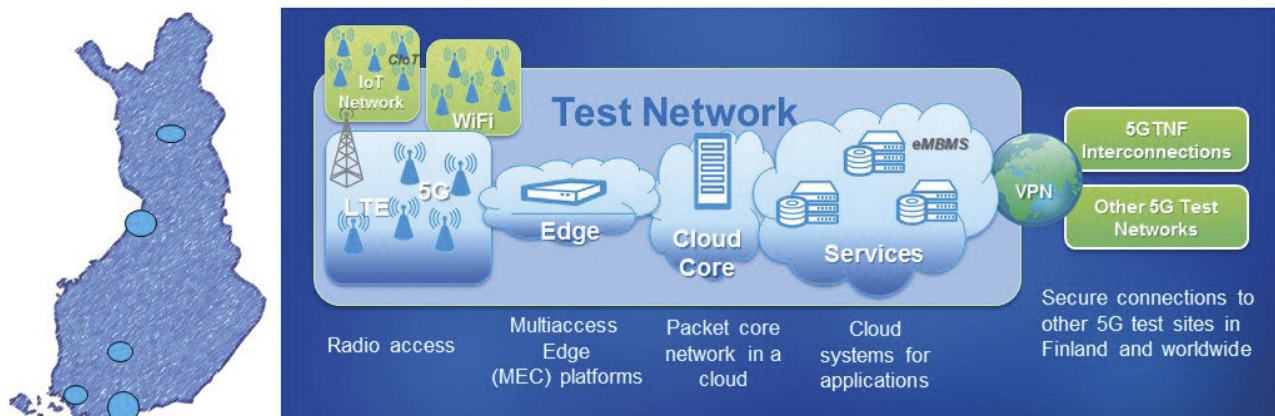 CIoT
IoT
Network
WiFi
Test Network
LTE
5G
eMBMS
Edge
Cloud
Core
Services
VPN
5GTNF
Interconnections
Other 5G Test
Networks
Radio access
Multiaccess
Edge
(MEC) platforms
Packet core
network in a
cloud
Cloud
systems for
applications
Secure connections to
other 5G test sites in
Finland and worldwide